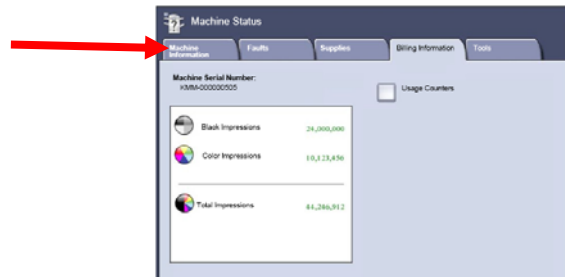 Machine Status
Machine
Information
Faults
Supplies
Billing Information
Tools
Machine Serial Number:
XMM-000000505
Usage Counters
Black Impressions 24,000,000
Color Impressions 10,123,456
Total Impressions 44,286,912